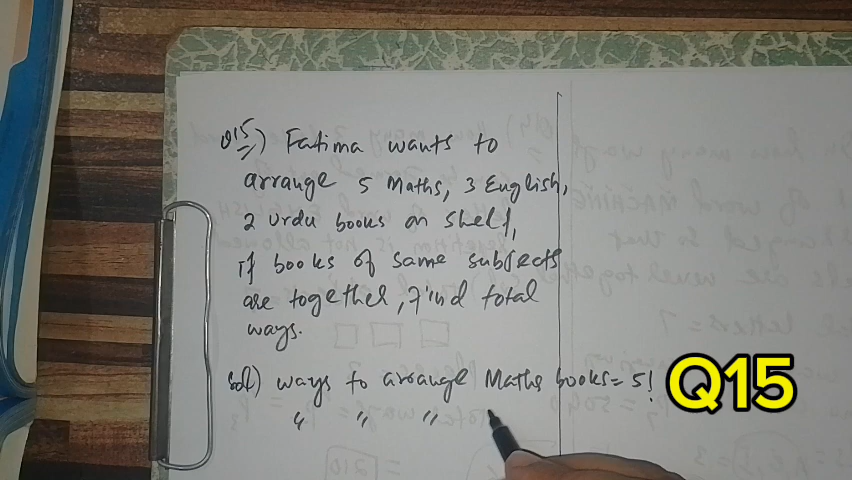 Q15) Fatima wants to
arrange 5 Maths, 3 English,
2 urdu books on shelf,
if books of same subjects
are together, Find total
ways.
Sol) ways to arrange Maths books = 5!
" " "
Q15